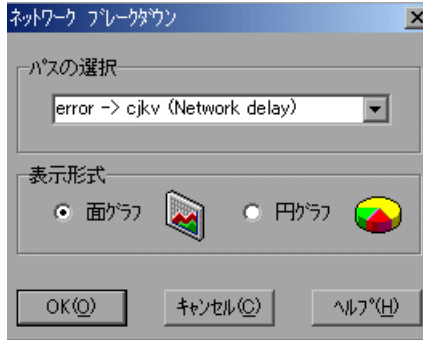 ネットワーク ブレークダウン
パスの選択
error -> cjkv (Network delay)
表示形式
面グラフ
円グラフ
OK(O)
キャンセル(C)
ヘルプ(H)